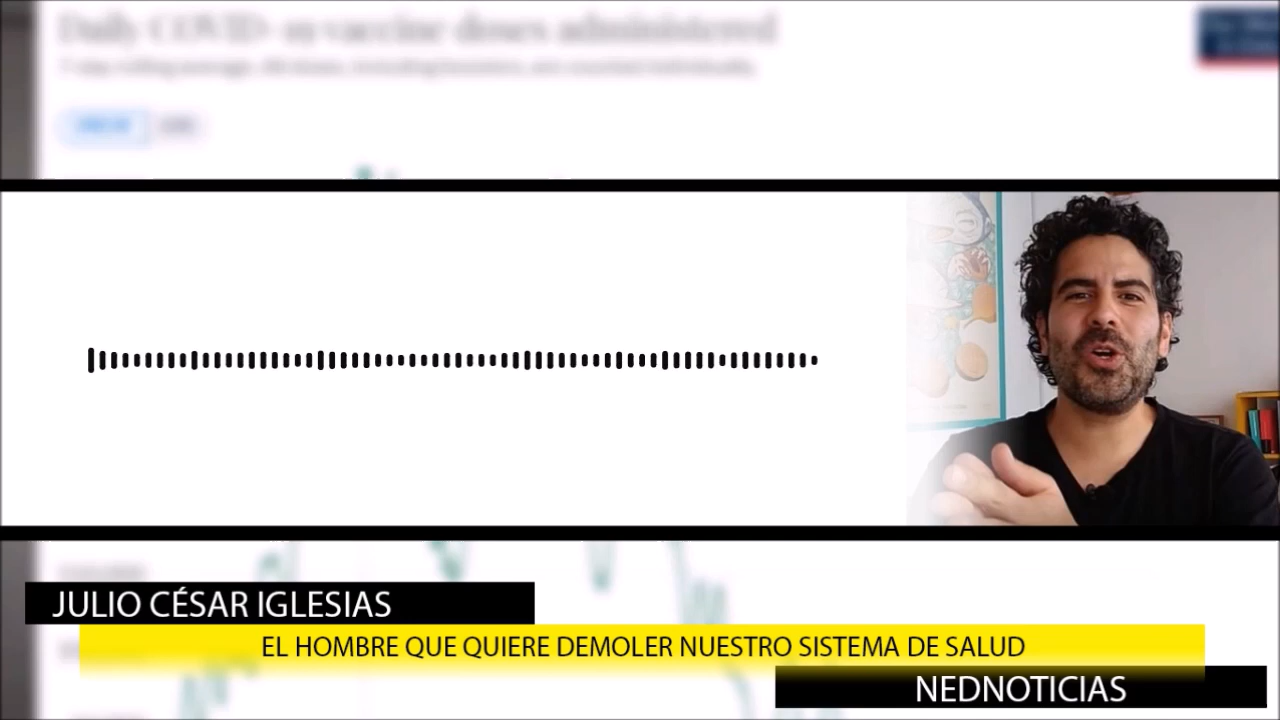 Daily COVID-19 vaccine doses administered
JULIO CÉSAR IGLESIAS
EL HOMBRE QUE QUIERE DEMOLER NUESTRO SISTEMA DE SALUD
NEDNOTICIAS